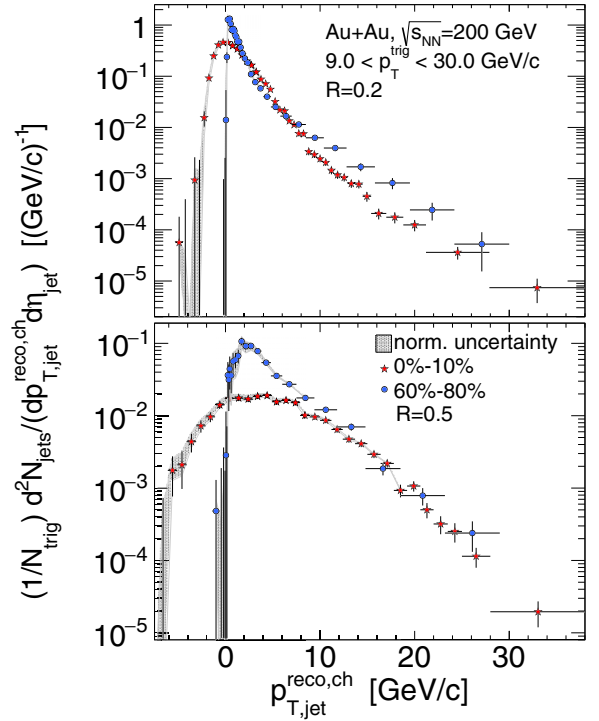 Au+Au, √s_NN=200 GeV
9.0 < p_T^trig < 30.0 GeV/c
R=0.2
1
10^−1
10^−2
10^−3
10^−4
10^−5
norm. uncertainty
0%-10%
60%-80%
R=0.5
10^−1
10^−2
10^−3
10^−4
10^−5
0 10 20 30
p_T,jet^reco,ch [GeV/c]
(1/N_trig) d^2N_jets/(dp_T,jet^reco,ch dη_jet) [(GeV/c)^-1]